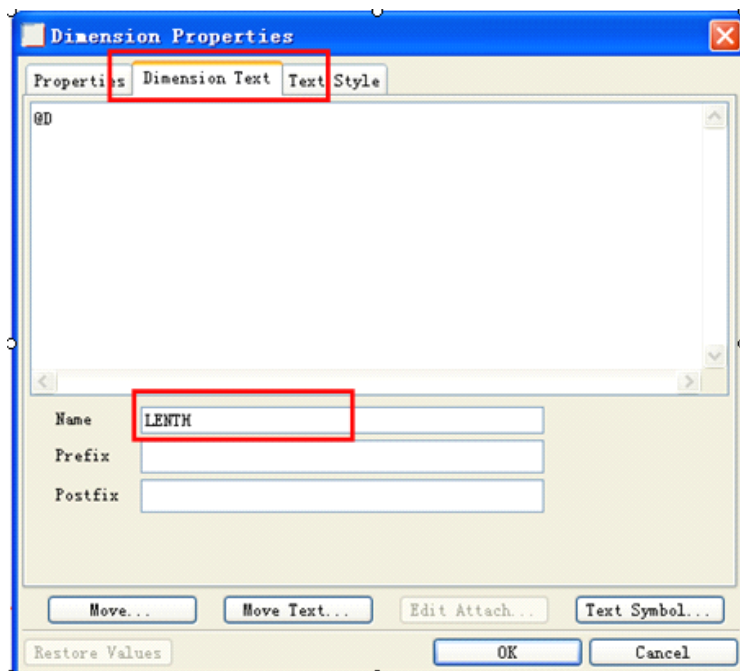 Dimension Properties
Properties Dimension Text Text Style
@D
Name LENTH
Prefix
Postfix
Move... Move Text... Edit Attach... Text Symbol...
Restore Values OK Cancel